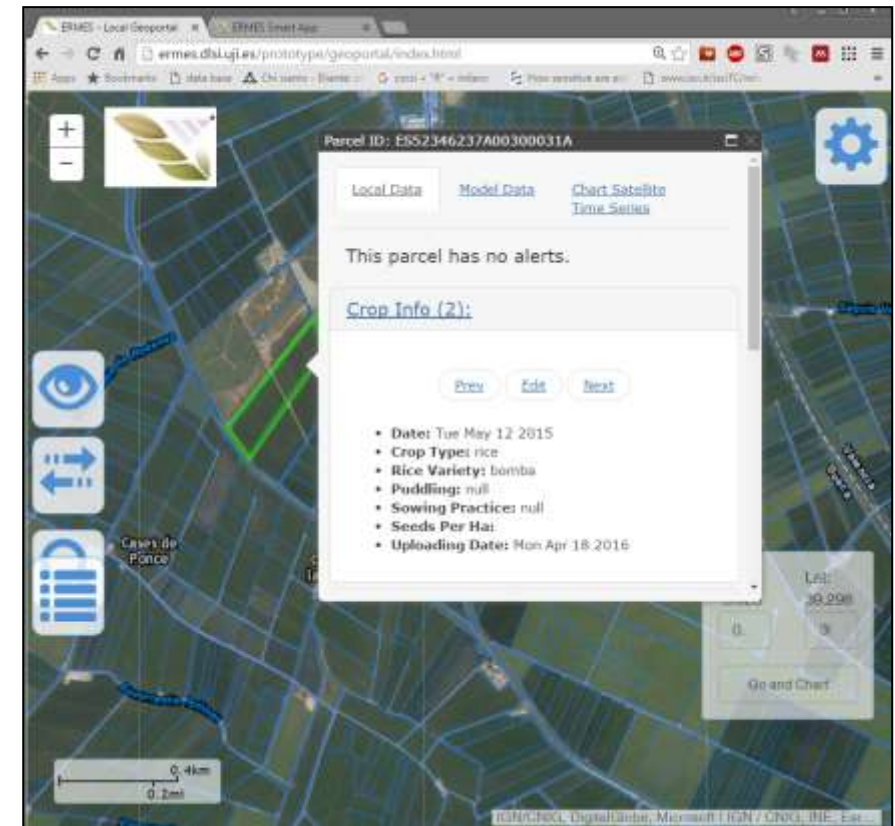 ERMES - Local Geoportal
ERMES Smart App
ermes.dlsi.uji.es/prototype/geoportal/index.html
Apps
Bookmarks
data base
+
−
Parcel ID: ES52346237A00300031A
Local Data
Model Data
Chart Satellite
Time Series
This parcel has no alerts.
Crop Info (2):
Prev
Edit
Next
• Date: Tue May 12 2015
• Crop Type: rice
• Rice Variety: bomba
• Puddling: null
• Sowing Practice: null
• Seeds Per Ha:
• Uploading Date: Mon Apr 18 2016
Cases de
Ponce
Lat:
39.298
0.
Go and Chart
0.4km
0.2mi
IGN/CNIG, DigitalGlobe, Microsoft | IGN / CNIG, INE, Esr...